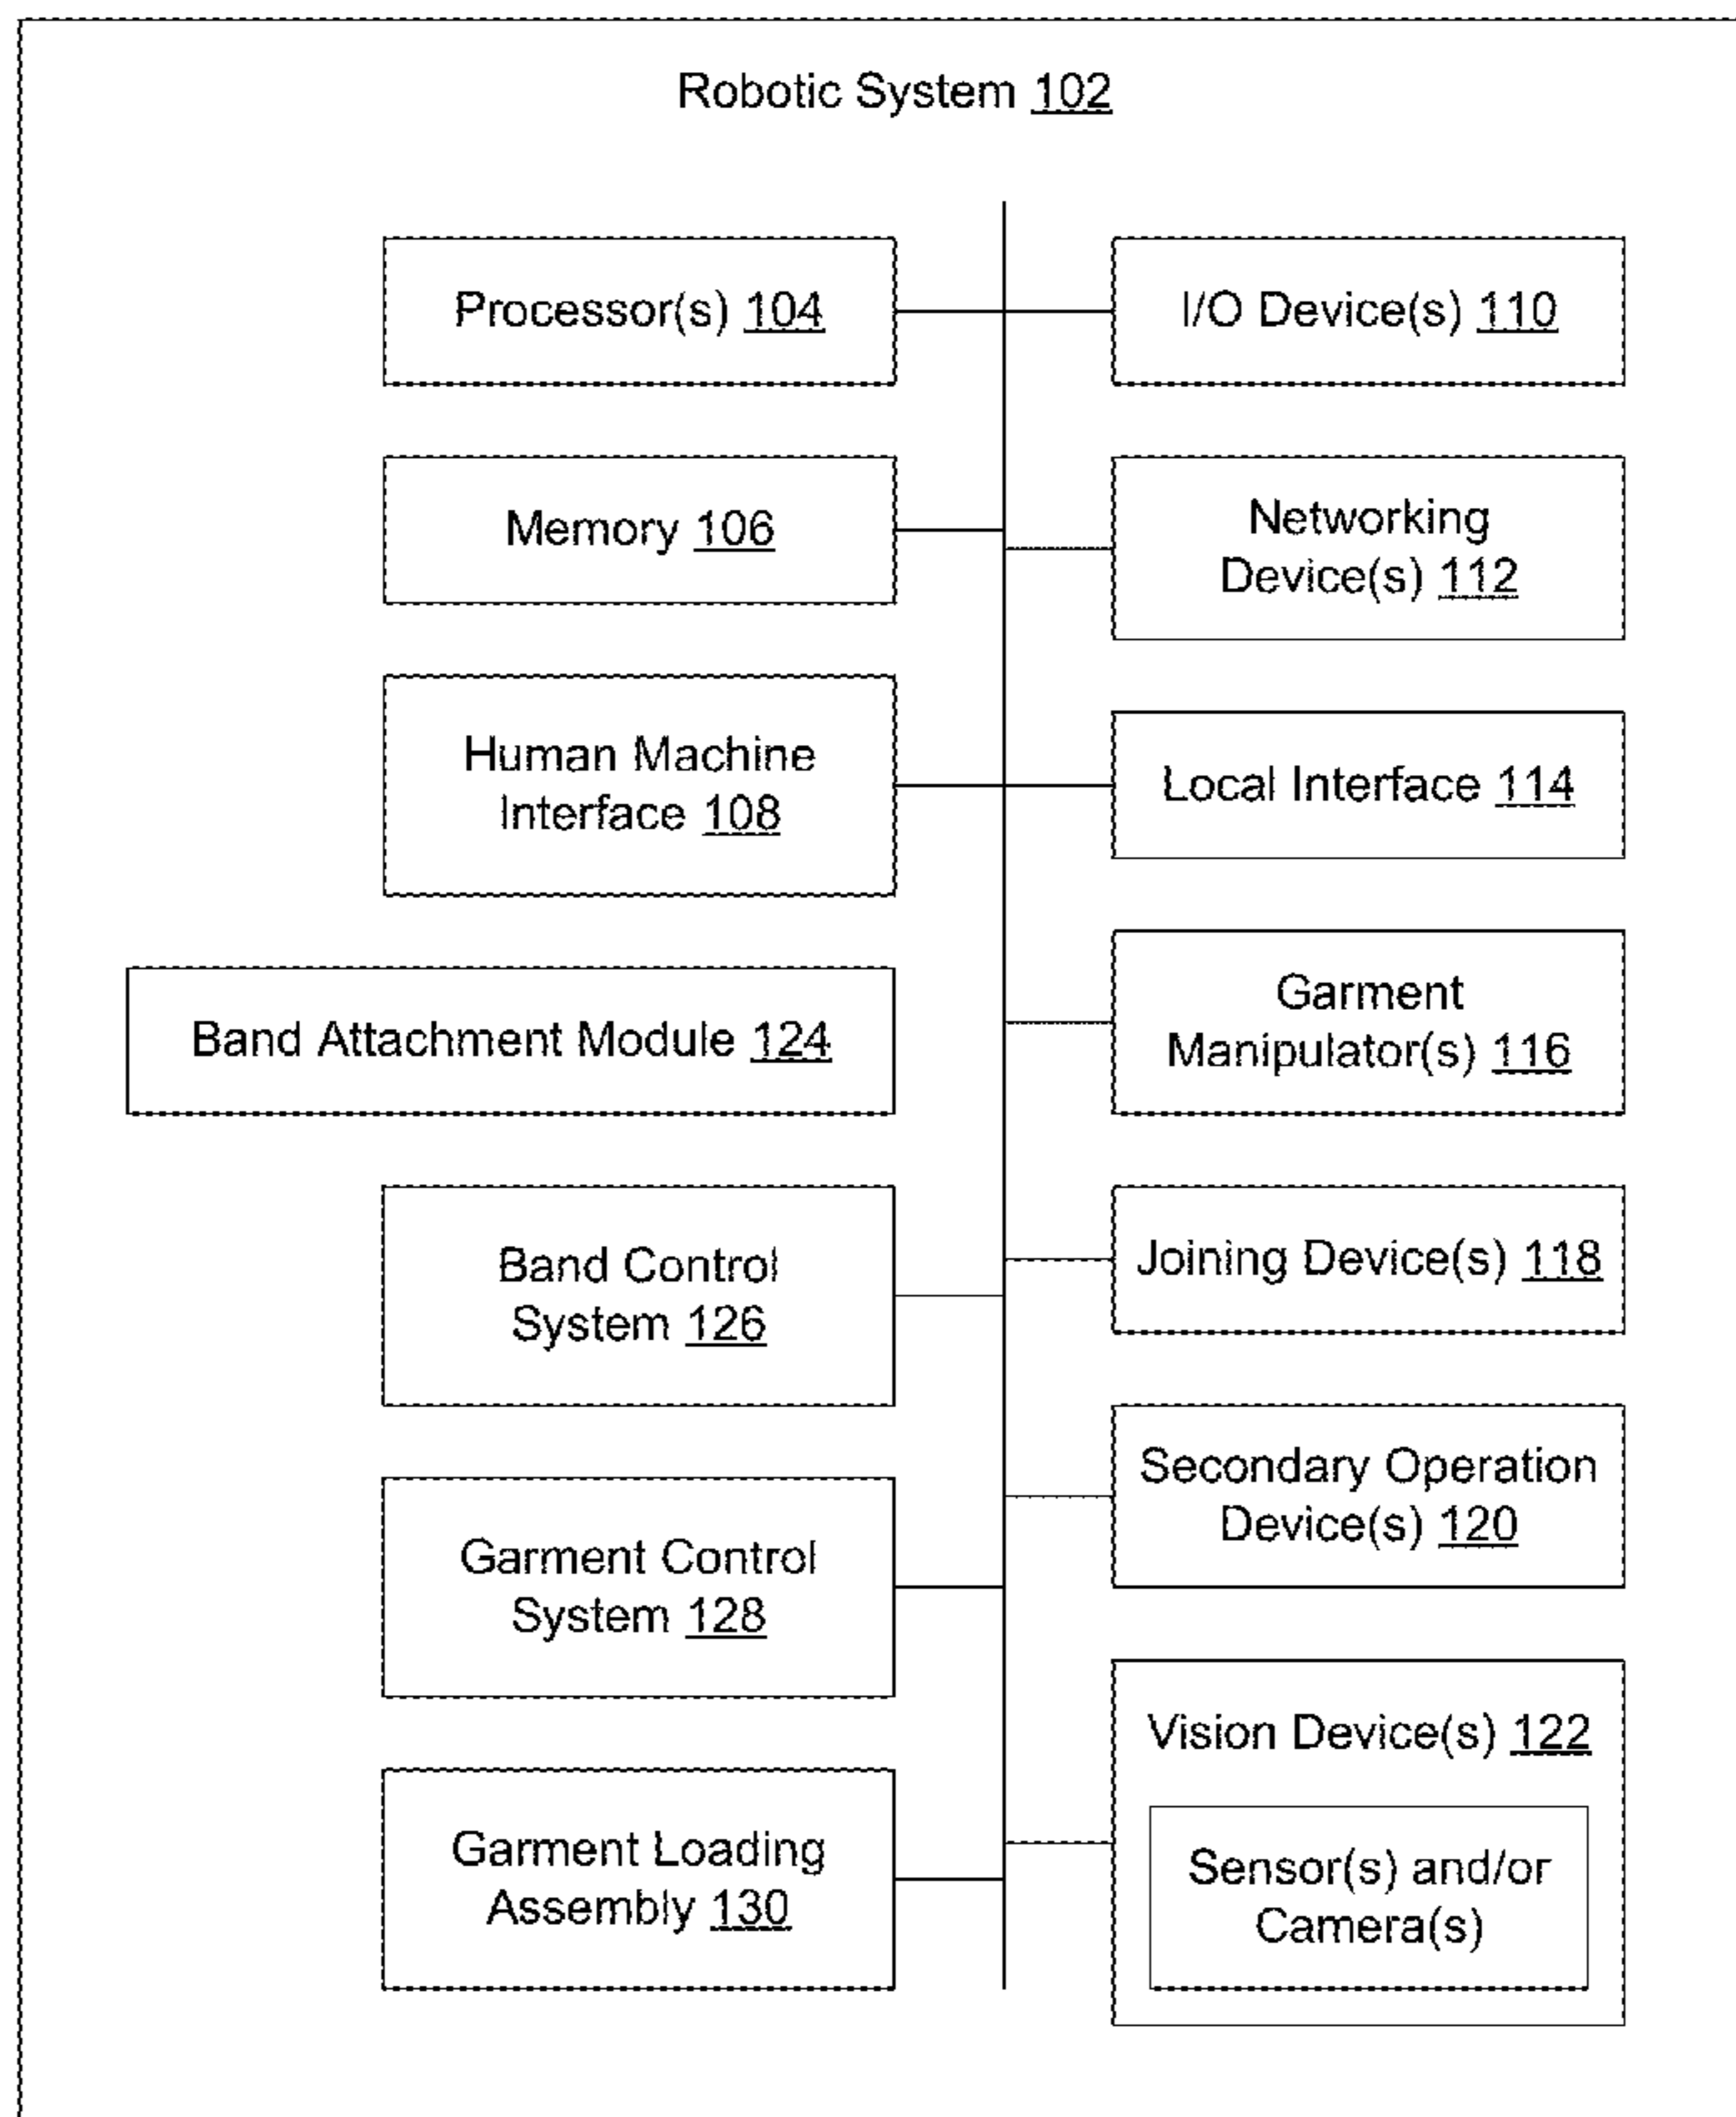 Robotic System 102
Processor(s) 104
I/O Device(s) 110
Memory 106
Networking
Device(s) 112
Human Machine
Interface 108
Local Interface 114
Band Attachment Module 124
Garment
Manipulator(s) 116
Band Control
System 126
Joining Device(s) 118
Secondary Operation
Device(s) 120
Garment Control
System 128
Vision Device(s) 122
Sensor(s) and/or
Camera(s)
Garment Loading
Assembly 130